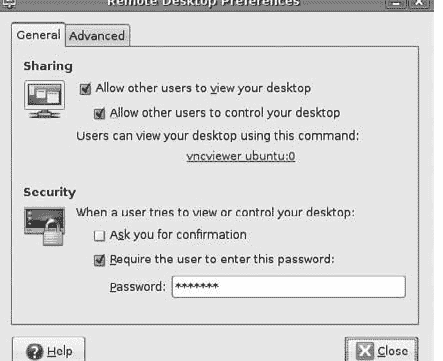 Remote Desktop Preferences
General Advanced
Sharing
Allow other users to view your desktop
Allow other users to control your desktop
Users can view your desktop using this command:
vncviewer ubuntu:0
Security
When a user tries to view or control your desktop:
Ask you for confirmation
Require the user to enter this password:
Password: *******
Help Close